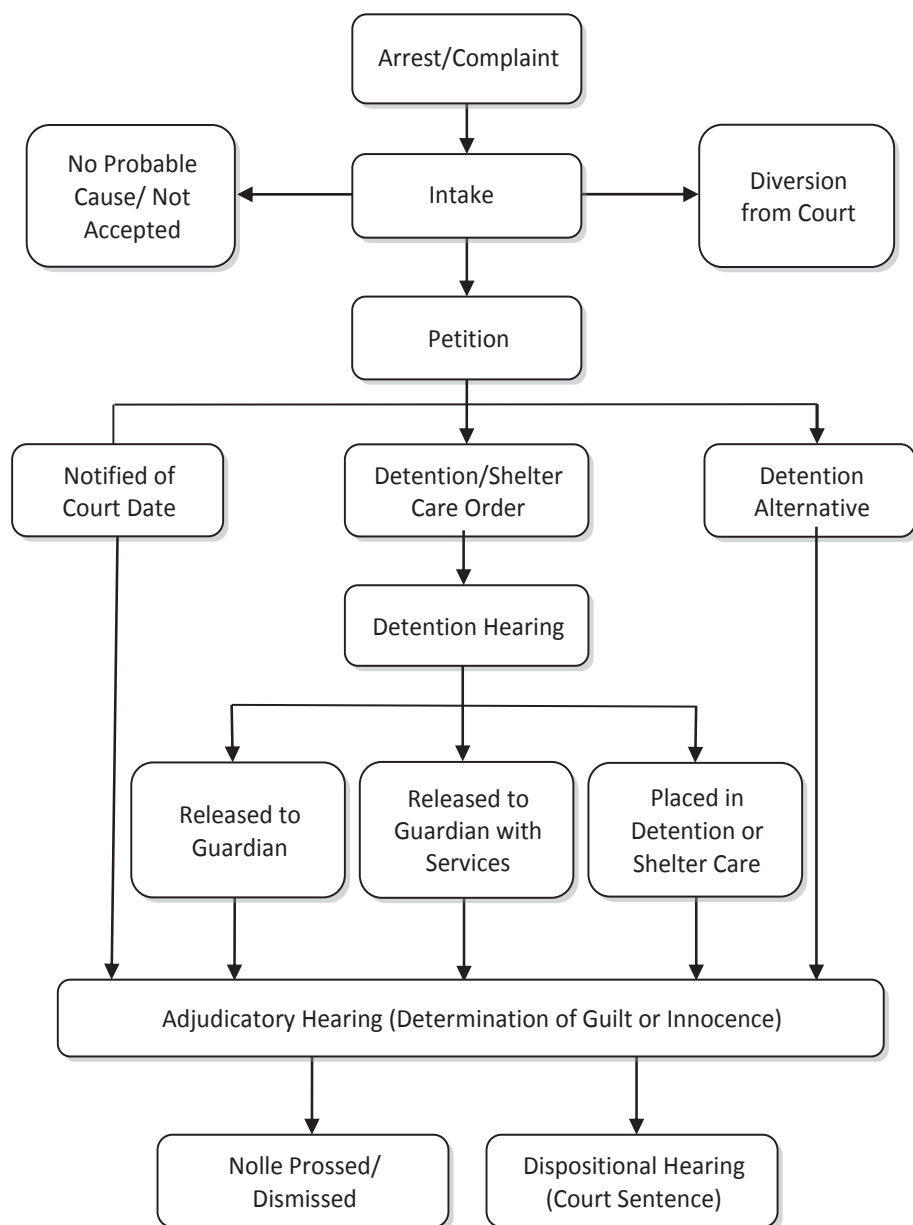 Arrest/Complaint
No Probable
Cause/ Not
Accepted
Intake
Diversion
from Court
Petition
Notified of
Court Date
Detention/Shelter
Care Order
Detention
Alternative
Detention Hearing
Released to
Guardian
Released to
Guardian with
Services
Placed in
Detention or
Shelter Care
Adjudicatory Hearing (Determination of Guilt or Innocence)
Nolle Prossed/
Dismissed
Dispositional Hearing
(Court Sentence)